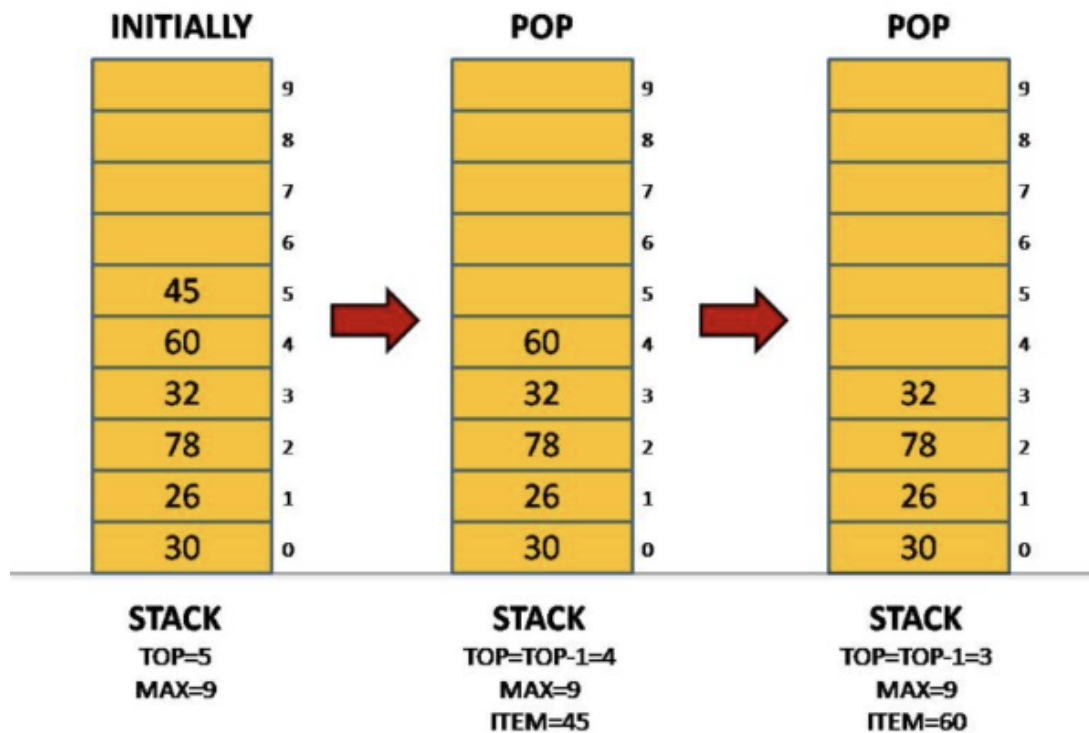 INITIALLY POP POP
9 9 9
8 8 8
7 7 7
6 6 6
45 5 5 5
60 4 60 4 4
32 3 32 3 32 3
78 2 78 2 78 2
26 1 26 1 26 1
30 0 30 0 30 0
STACK STACK STACK
TOP=5 TOP=TOP-1=4 TOP=TOP-1=3
MAX=9 MAX=9 MAX=9
ITEM=45 ITEM=60